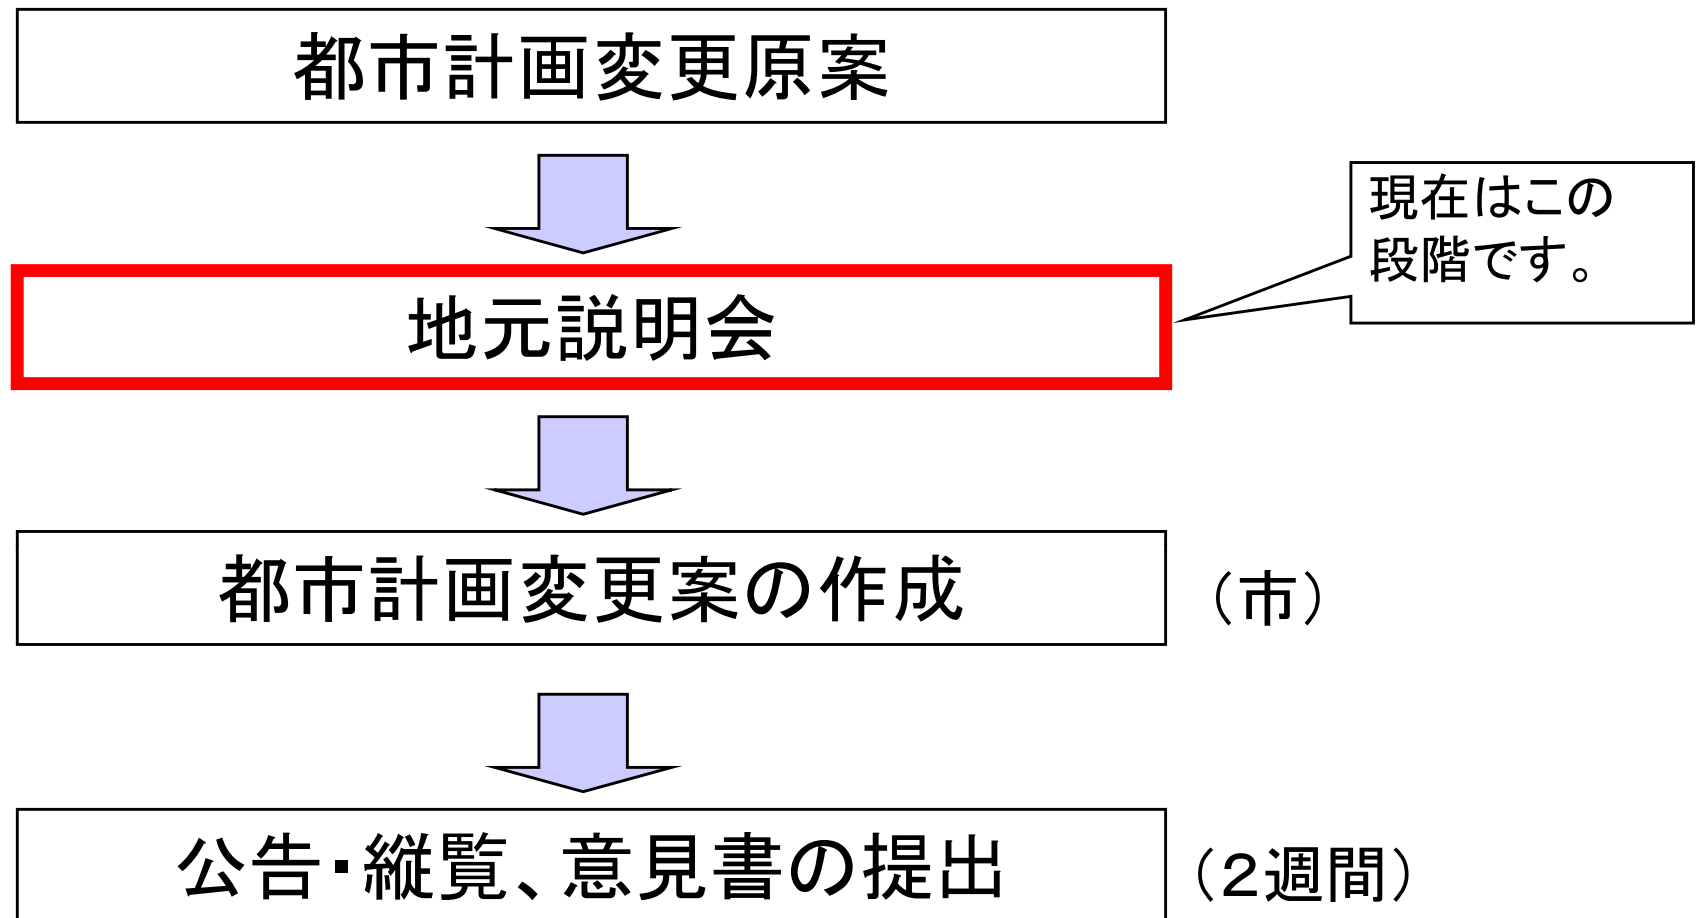 都市計画変更原案
現在はこの
段階です。
地元説明会
都市計画変更案の作成
（市）
公告・縦覧、意見書の提出
（２週間）